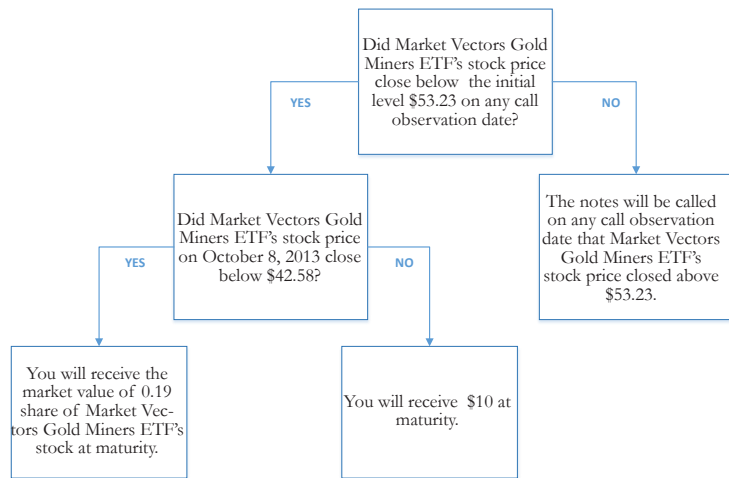 Did Market Vectors Gold
Miners ETF's stock price
close below the initial
level $53.23 on any call
observation date?
YES
NO
Did Market Vectors Gold
Miners ETF's stock price
on October 8, 2013 close
below $42.58?
The notes will be called
on any call observation
date that Market Vectors
Gold Miners ETF's
stock price closed above
$53.23.
YES
NO
You will receive the
market value of 0.19
share of Market Vec-
tors Gold Miners ETF's
stock at maturity.
You will receive $10 at
maturity.